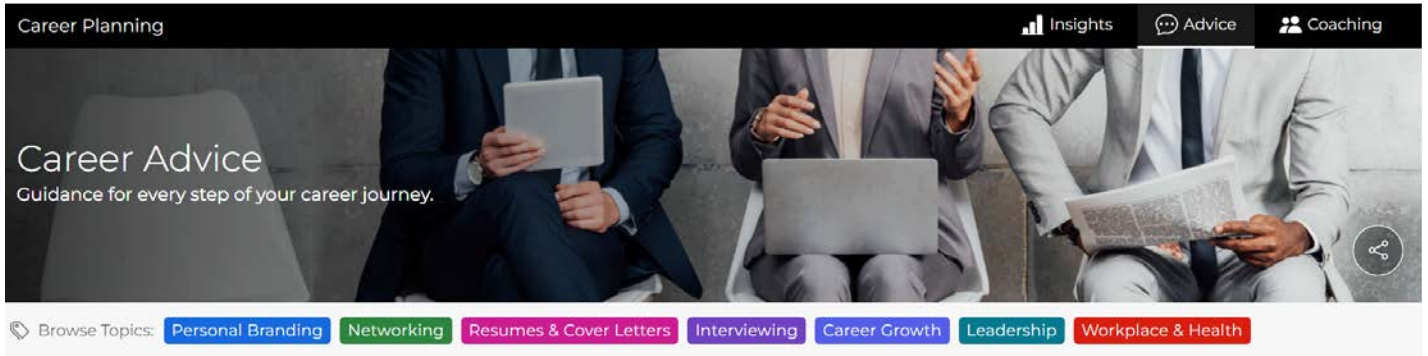 Career Planning Insights Advice Coaching
Career Advice
Guidance for every step of your career journey.
Browse Topics: Personal Branding Networking Resumes & Cover Letters Interviewing Career Growth Leadership Workplace & Health